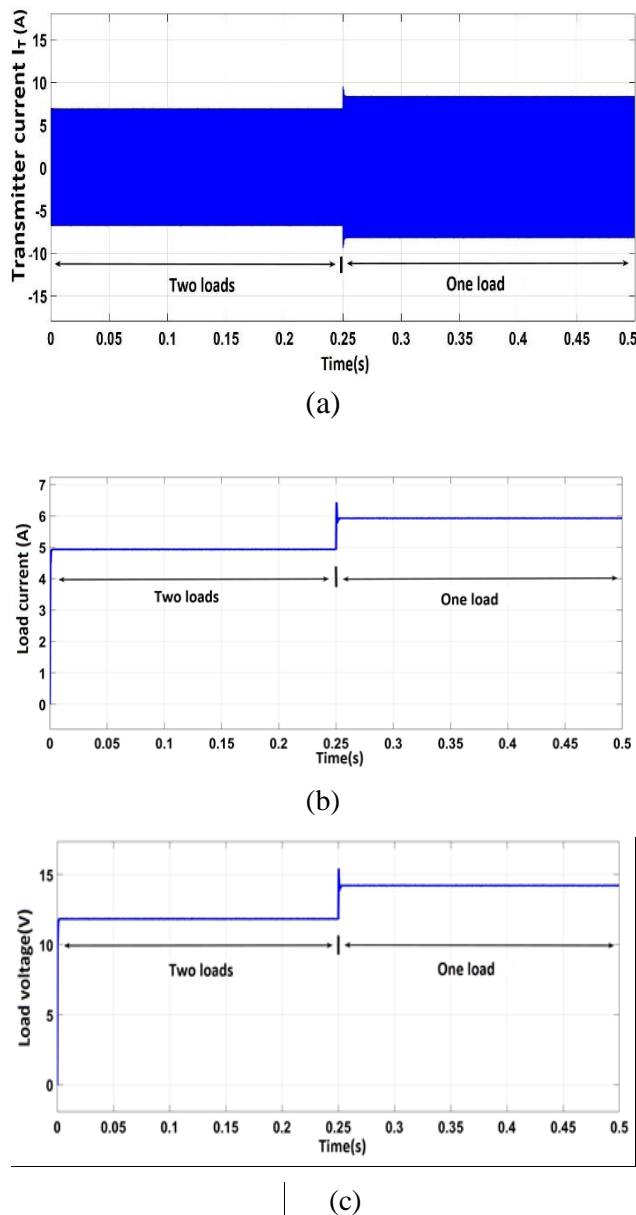 Transmitter current I_T (A)
15
10
5
0
-5
-10
-15
Two loads
One load
0 0.05 0.1 0.15 0.2 0.25 0.3 0.35 0.4 0.45 0.5
Time(s)
(a)
Load current (A)
7
6
5
4
3
2
1
0
Two loads
One load
0 0.05 0.1 0.15 0.2 0.25 0.3 0.35 0.4 0.45 0.5
Time(s)
(b)
Load voltage(V)
15
10
5
0
Two loads
One load
0 0.05 0.1 0.15 0.2 0.25 0.3 0.35 0.4 0.45 0.5
Time(s)
(c)